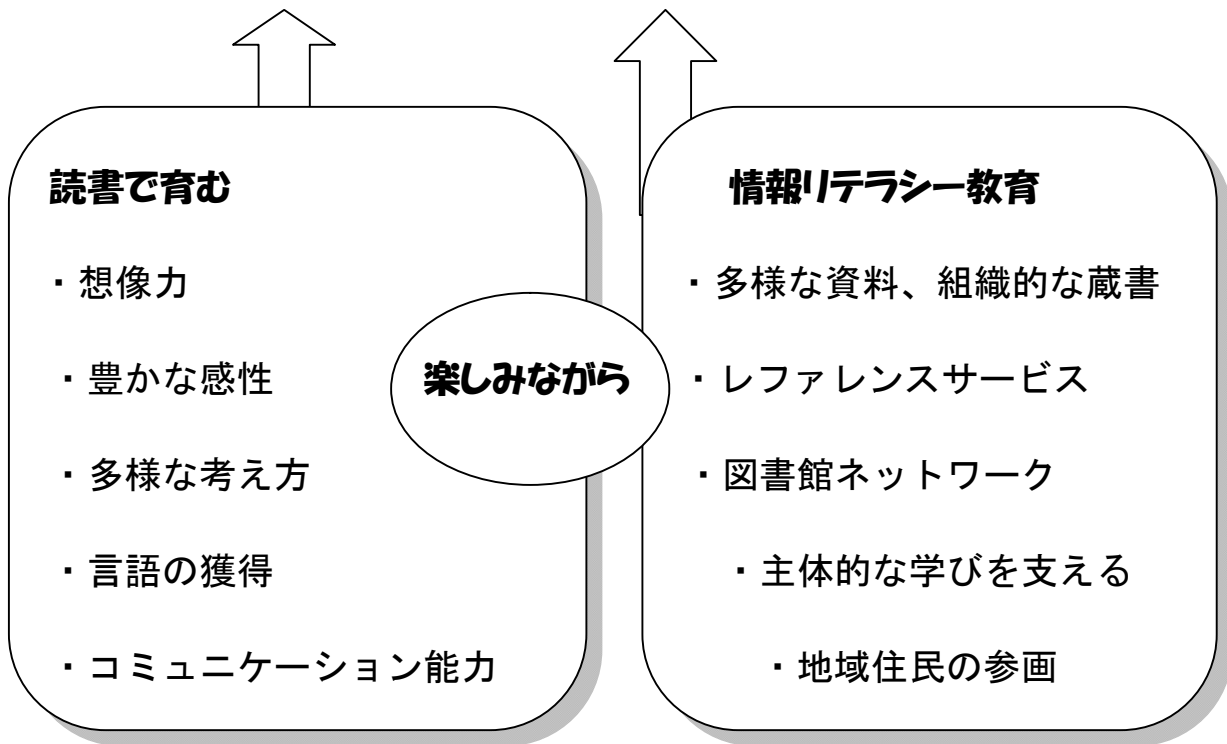 読書で育む
・想像力
・豊かな感性
・多様な考え方
・言語の獲得
・コミュニケーション能力
楽しみながら
情報リテラシー教育
・多様な資料、組織的な蔵書
・レファレンスサービス
・図書館ネットワーク
・主体的な学びを支える
・地域住民の参画